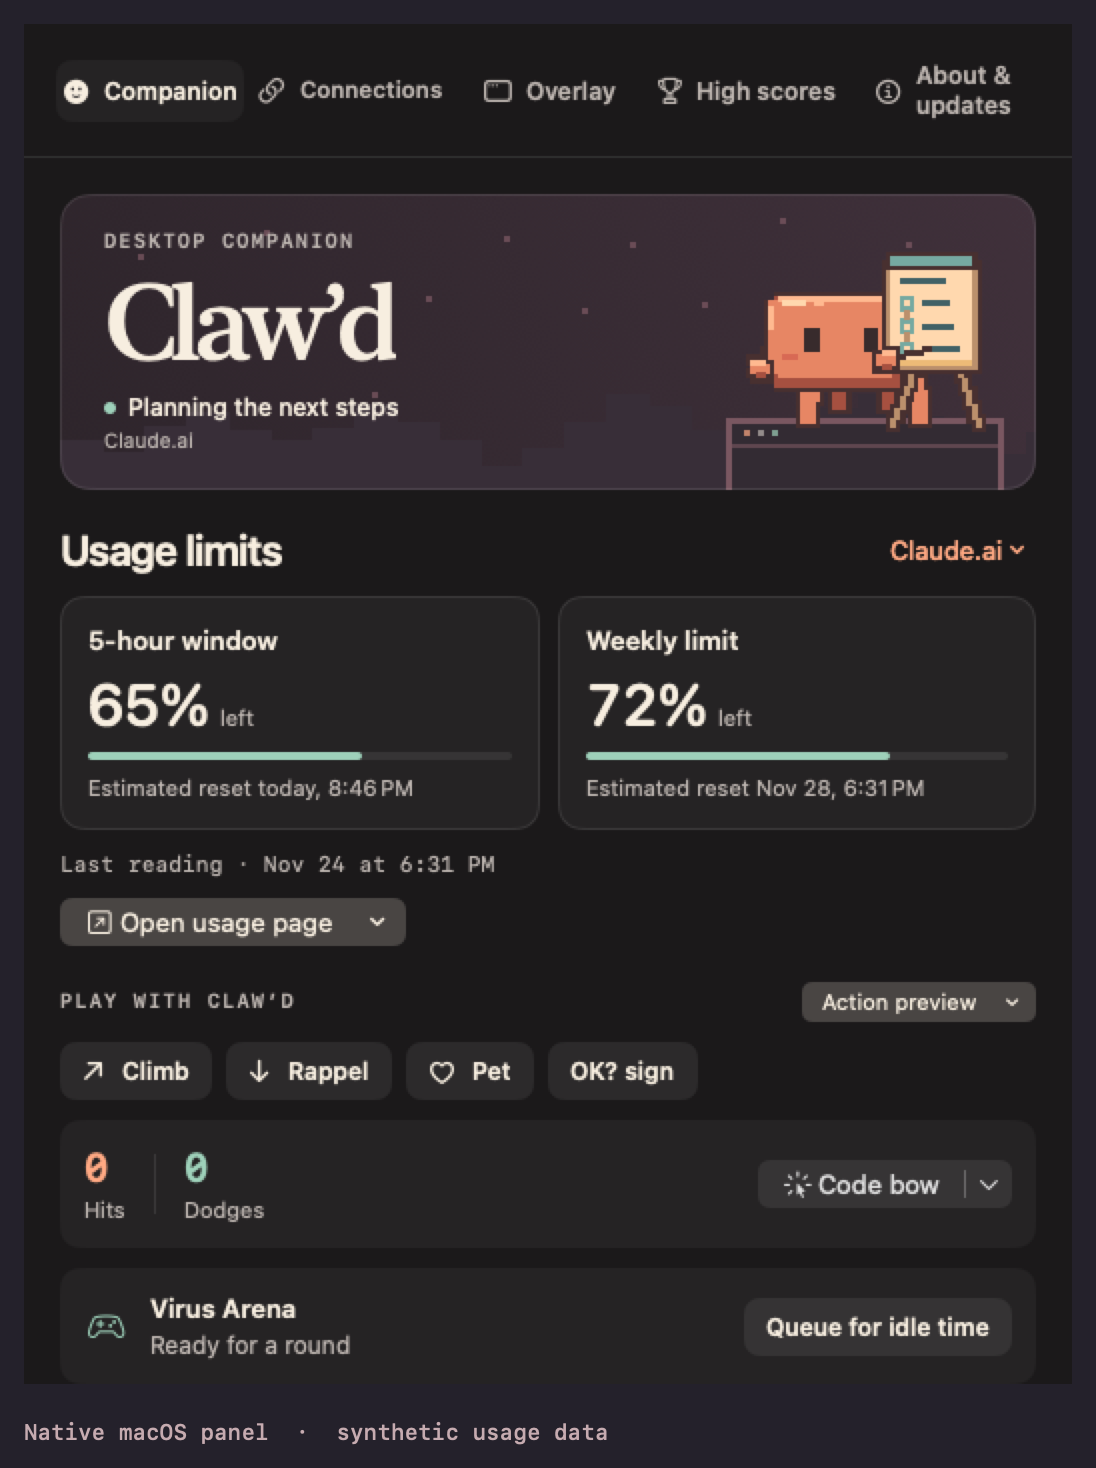 Companion
Connections
Overlay
High scores
About &
updates
DESKTOP COMPANION
Claw’d
Planning the next steps
Claude.ai
Usage limits
Claude.ai
5-hour window
65% left
Estimated reset today, 8:46 PM
Weekly limit
72% left
Estimated reset Nov 28, 6:31 PM
Last reading · Nov 24 at 6:31 PM
Open usage page
PLAY WITH CLAW’D
Action preview
Climb
Rappel
Pet
OK? sign
0
Hits
0
Dodges
Code bow
Virus Arena
Ready for a round
Queue for idle time
Native macOS panel · synthetic usage data